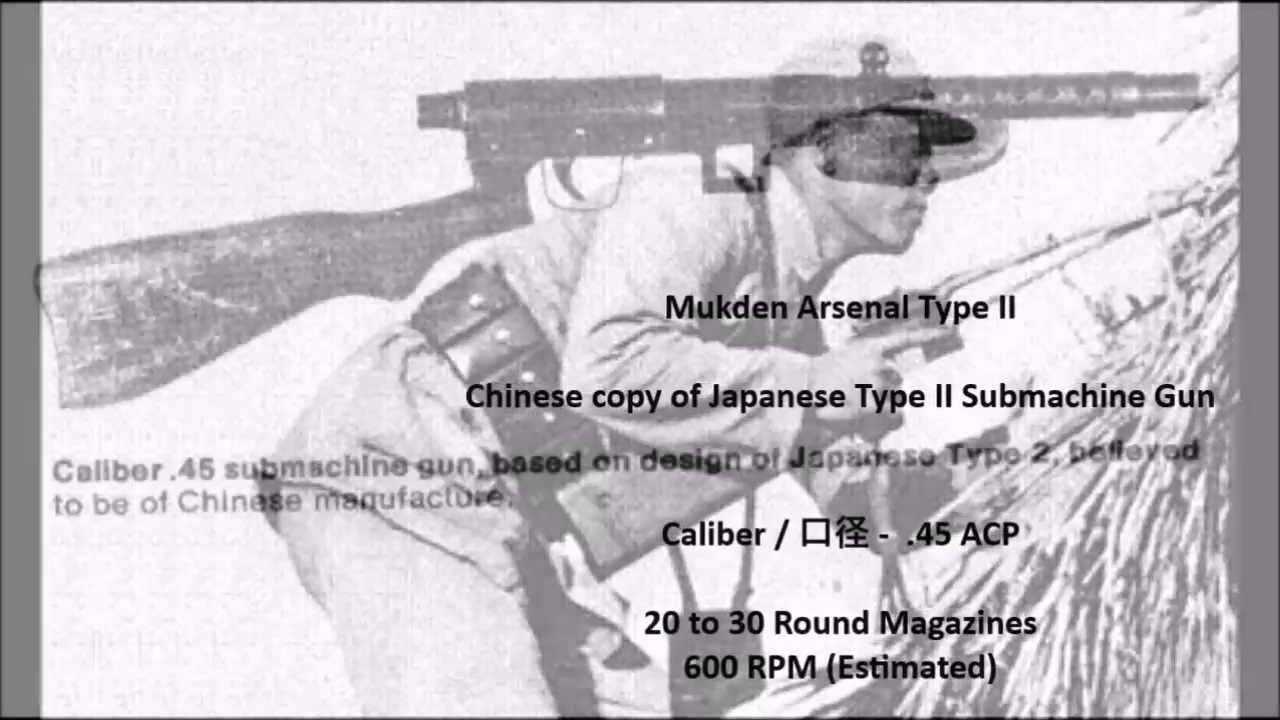 Mukden Arsenal Type II
Chinese copy of Japanese Type II Submachine Gun
Caliber .45 submachine gun, based on design of Japanese Type 2, believed
to be of Chinese manufacture.
Caliber / 口径 - .45 ACP
20 to 30 Round Magazines
600 RPM (Estimated)